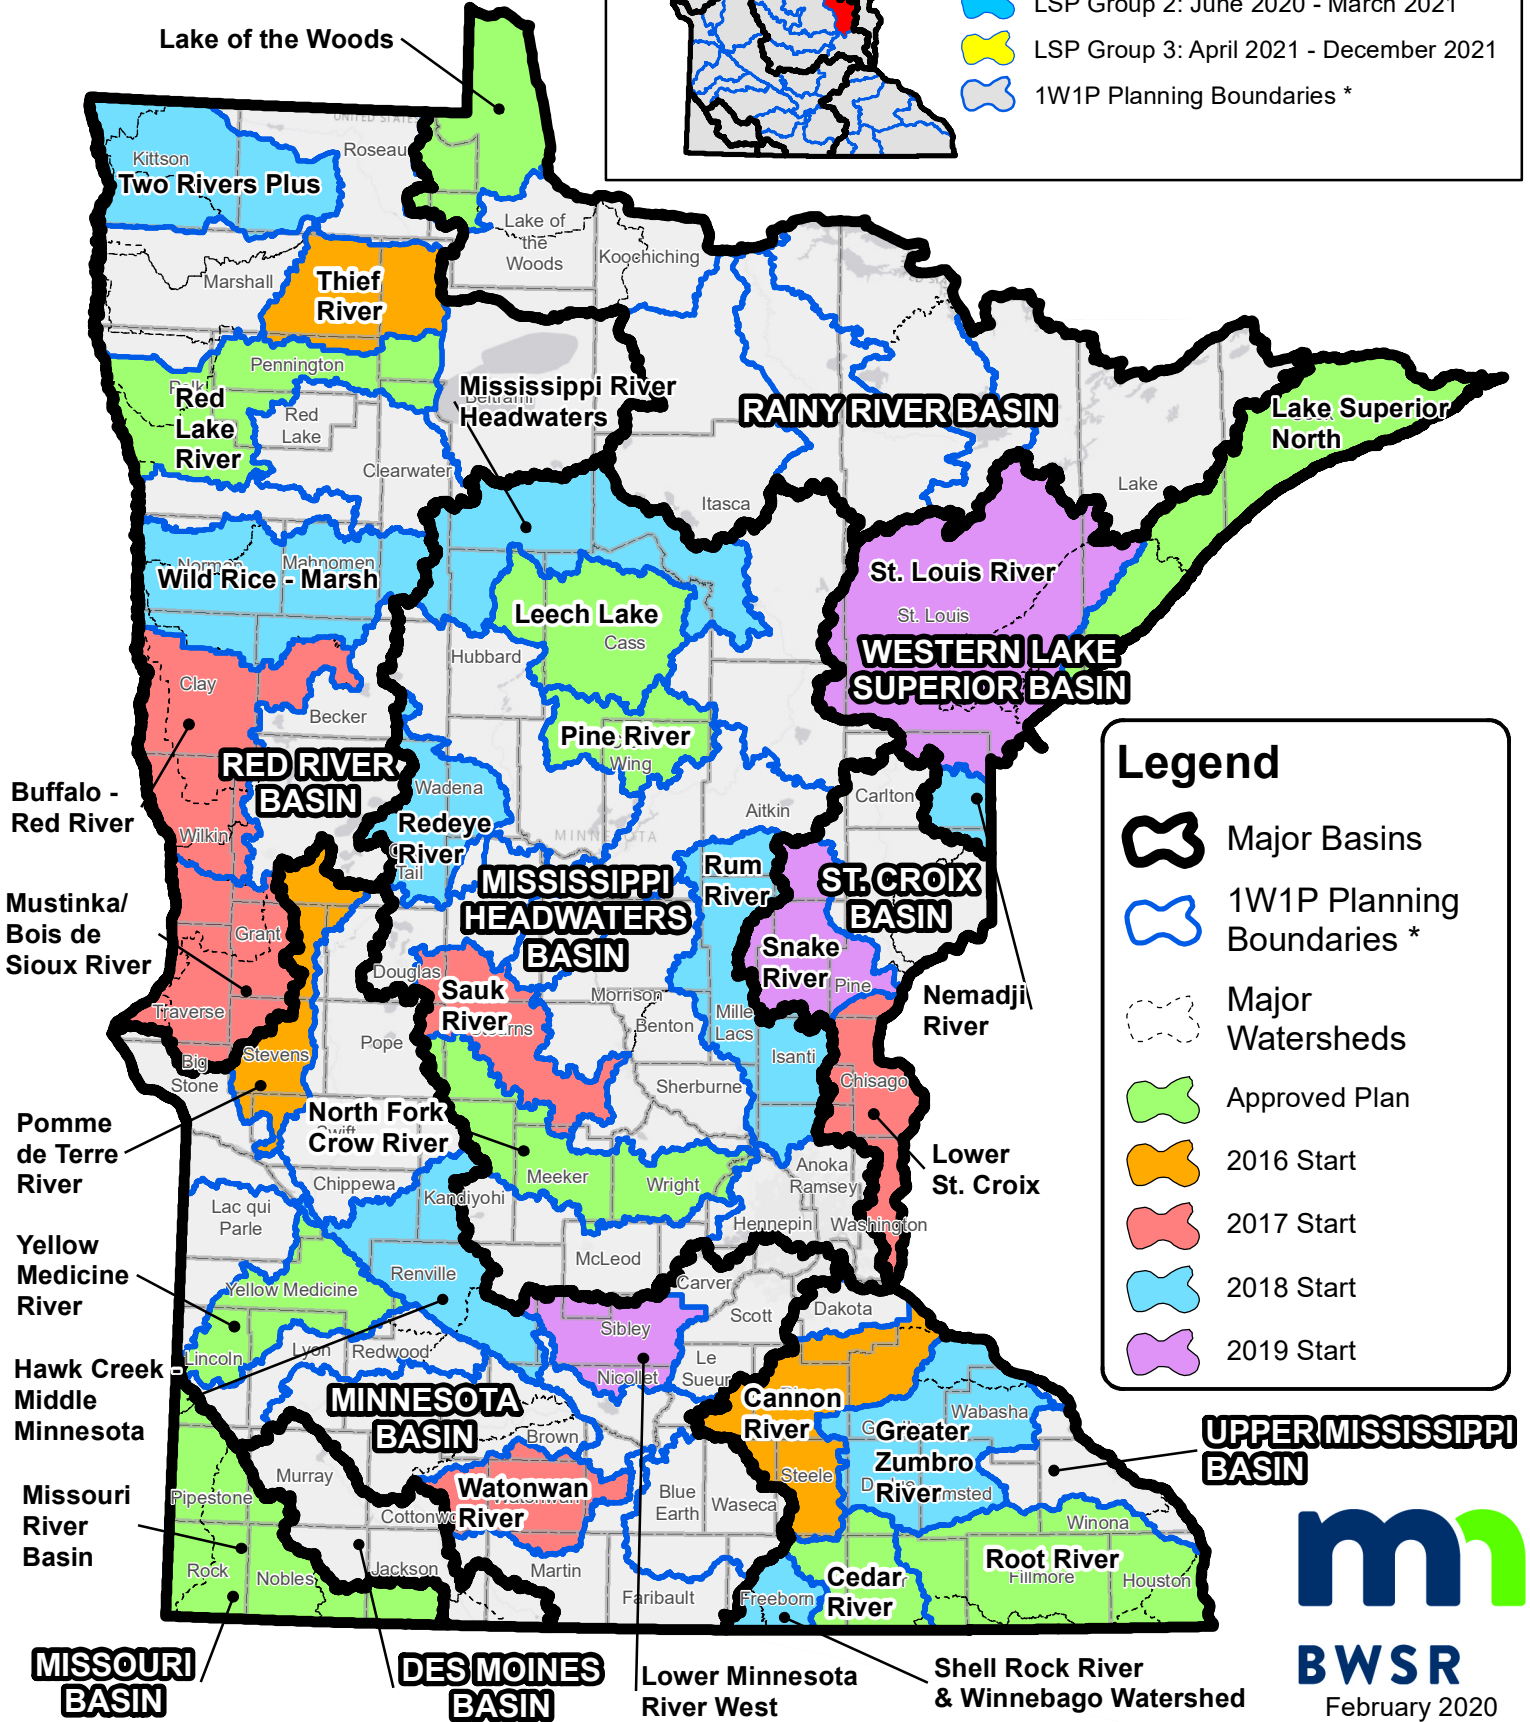 LSP Group 2: June 2020 - March 2021
LSP Group 3: April 2021 - December 2021
1W1P Planning Boundaries *
Lake of the Woods
UNITED STATE
Kittson
Roseau
Two Rivers Plus
Lake of
the
Woods
Koochiching
Marshall
Thief
River
Pennington
Red
Lake
River
Red
Lake
Clearwater
Mississippi River
Headwaters
Beltrami
RAINY RIVER BASIN
Lake Superior
North
Itasca
Lake
Norman
Mahnomen
Wild Rice - Marsh
St. Louis River
St. Louis
Leech Lake
Cass
Hubbard
WESTERN LAKE
SUPERIOR BASIN
Clay
Becker
Pine River
Wing
RED RIVER
BASIN
Wadena
Buffalo -
Red River
Wilkin
Redeye
River
Tail
MINNESOTA
Aitkin
Carlton
Rum
River
MISSISSIPPI
HEADWATERS
BASIN
ST. CROIX
BASIN
Mustinka/
Bois de
Sioux River
Grant
Douglas
Snake
River
Pine
Sauk
River
Morrison
Benton
Mille
Lacs
Nemadji
River
Traverse
Big
Stone
Stevens
Pope
Isanti
Sherburne
Chisago
Pomme
de Terre
River
North Fork
Crow River
Swift
Meeker
Wright
Anoka
Ramsey
Lower
St. Croix
Chippewa
Kandiyohi
Lac qui
Parle
Hennepin
Washington
McLeod
Yellow
Medicine
River
Yellow Medicine
Renville
Carver
Scott
Dakota
Sibley
Lincoln
Lyon
Redwood
Nicollet
Le
Sueur
Hawk Creek -
Middle
Minnesota
MINNESOTA
BASIN
Brown
Cannon
River
Wabasha
Greater
Zumbro
River
UPPER MISSISSIPPI
BASIN
Murray
Steele
Pipestone
Watonwan
River
Blue
Earth
Waseca
Missouri
River
Basin
Winona
Rock
Nobles
Jackson
Martin
Faribault
Freeborn
Cedar
River
Root River
Fillmore
Houston
MISSOURI
BASIN
DES MOINES
BASIN
Lower Minnesota
River West
Shell Rock River
& Winnebago Watershed
Legend
Major Basins
1W1P Planning
Boundaries *
Major
Watersheds
Approved Plan
2016 Start
2017 Start
2018 Start
2019 Start
mn
BWSR
February 2020